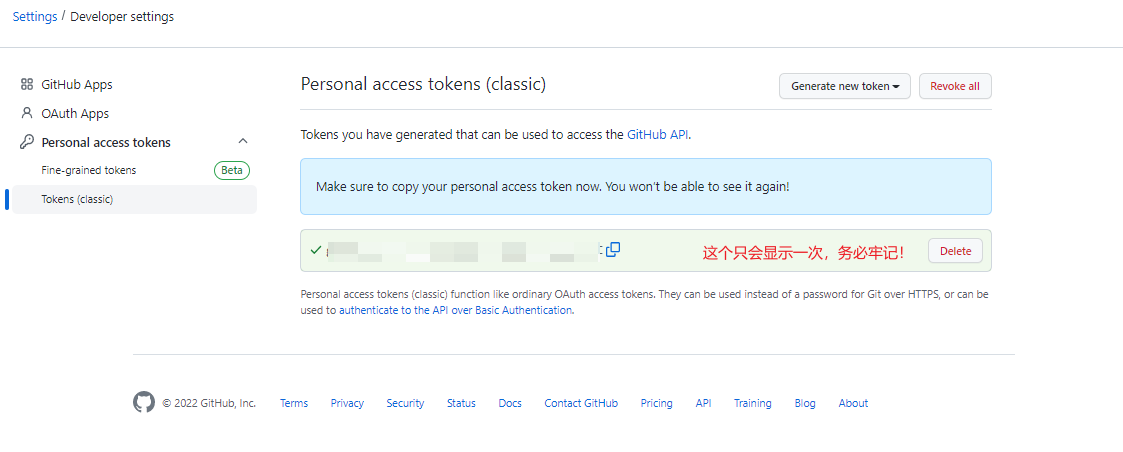 Settings / Developer settings
GitHub Apps
OAuth Apps
Personal access tokens
Fine-grained tokens Beta
Tokens (classic)
Personal access tokens (classic) Generate new token Revoke all
Tokens you have generated that can be used to access the GitHub API.
Make sure to copy your personal access token now. You won't be able to see it again!
这个只会显示一次，务必牢记！ Delete
Personal access tokens (classic) function like ordinary OAuth access tokens. They can be used instead of a password for Git over HTTPS, or can be
used to authenticate to the API over Basic Authentication.
© 2022 GitHub, Inc. Terms Privacy Security Status Docs Contact GitHub Pricing API Training Blog About